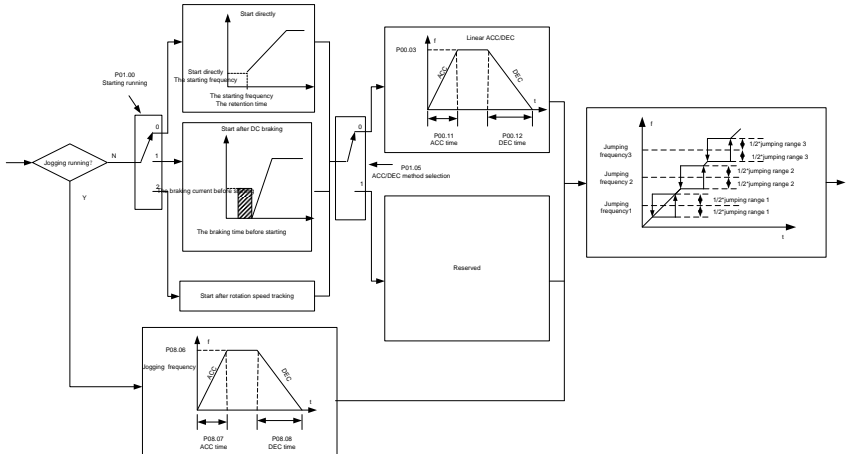 P01.00
Starting running
Jogging running?
N
Y
0
1
2
Start directly
Start directly
The starting frequency
The starting frequency
The retention time
Start after DC braking
The braking current before starting
The braking time before starting
Start after rotation speed tracking
0
1
P01.05
ACC/DEC method selection
Linear ACC/DEC
f
P00.03
ACC
DEC
t
P00.11
ACC time
P00.12
DEC time
Reserved
P08.06
Jogging frequency
f
ACC
DEC
t
P08.07
ACC time
P08.08
DEC time
f
Jumping
frequency3
Jumping
frequency 2
Jumping
frequency1
1/2*jumping range 3
1/2*jumping range 3
1/2*jumping range 2
1/2*jumping range 2
1/2*jumping range 1
1/2*jumping range 1
t